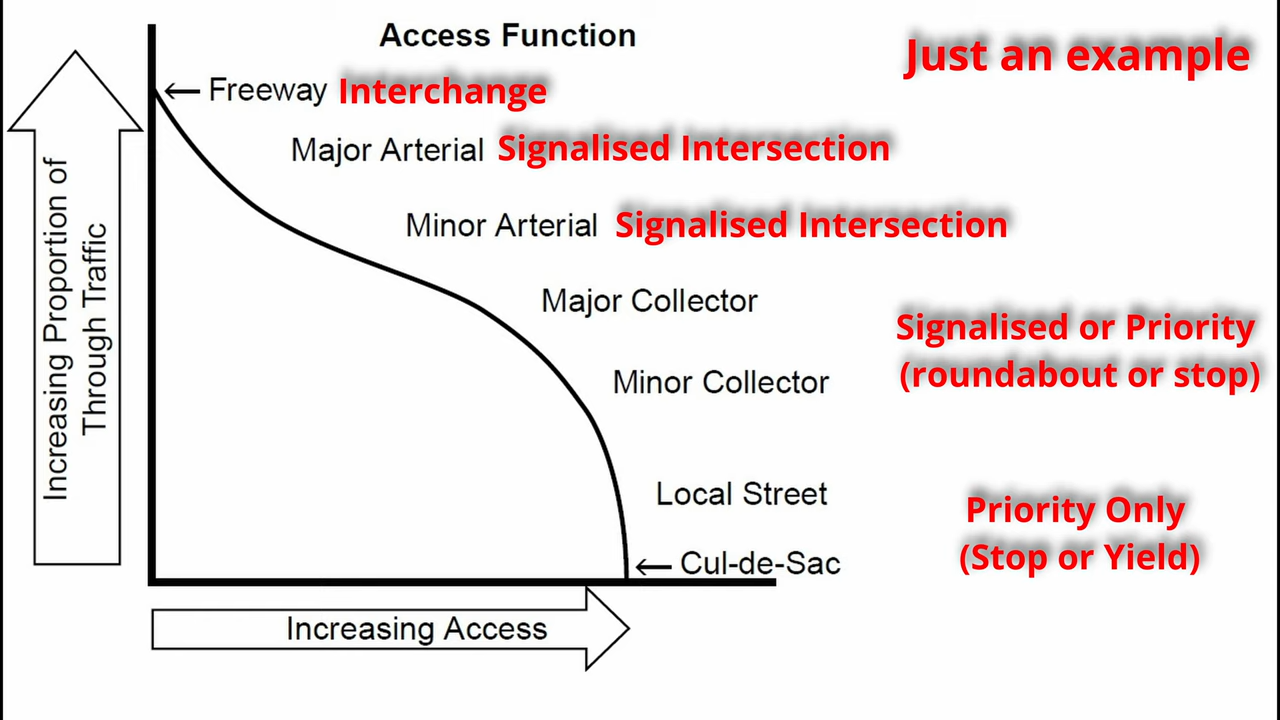 Access Function
Just an example
Freeway Interchange
Major Arterial Signalised Intersection
Minor Arterial Signalised Intersection
Major Collector
Signalised or Priority
(roundabout or stop)
Minor Collector
Local Street
Priority Only
(Stop or Yield)
Cul-de-Sac
Increasing Proportion of
Through Traffic
Increasing Access